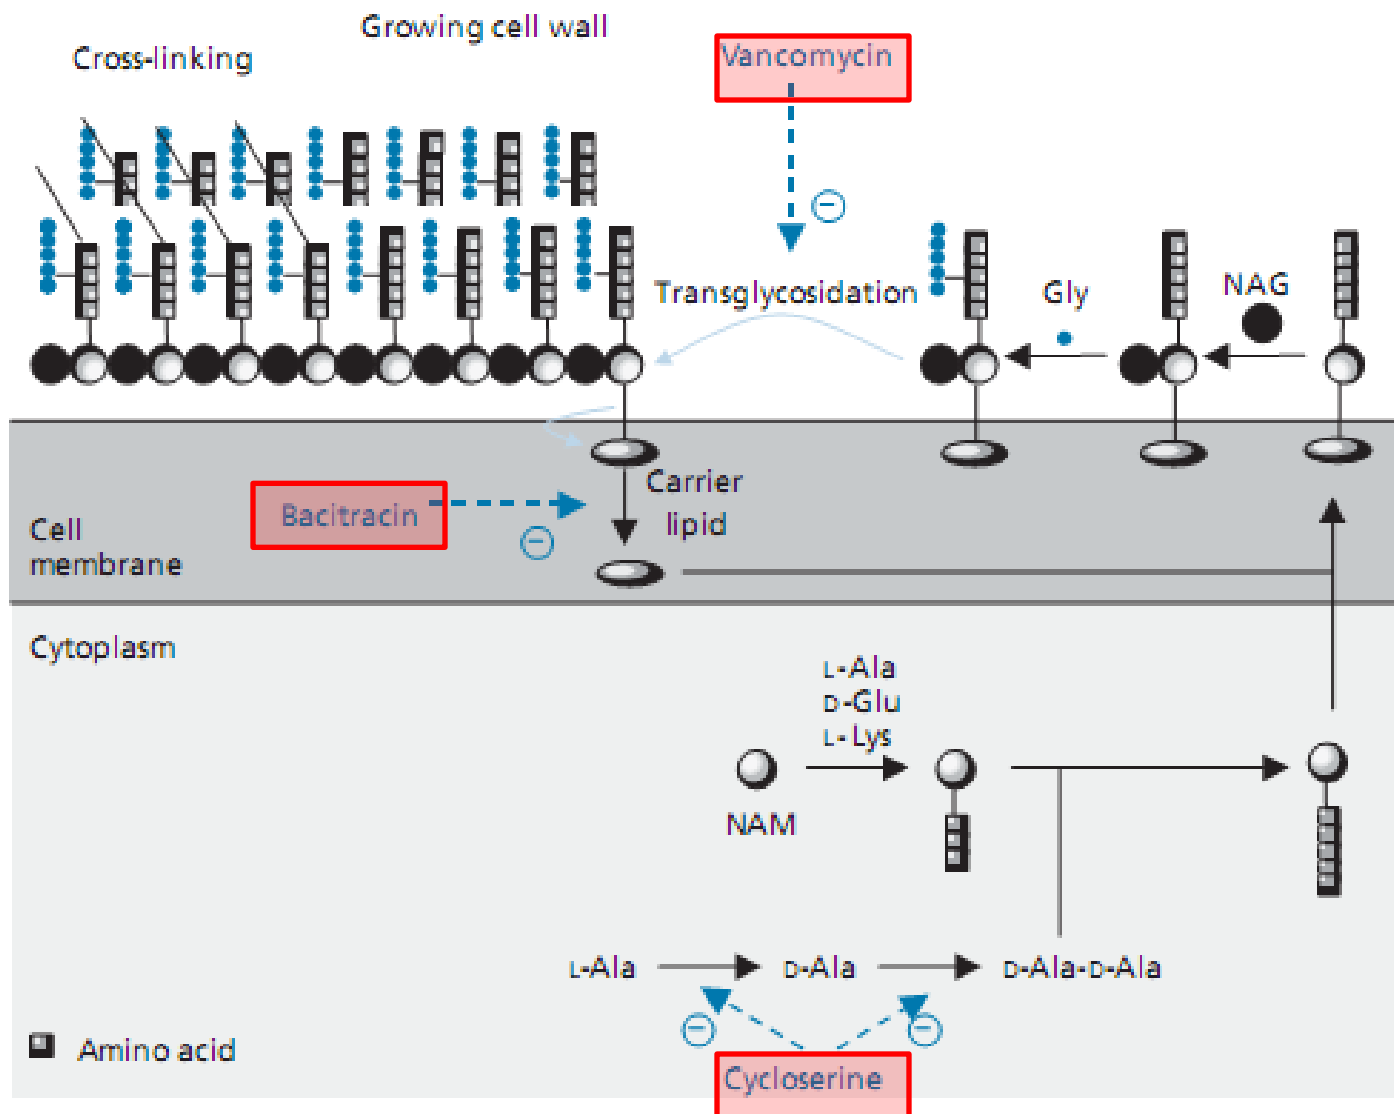 Growing cell wall
Cross-linking
Vancomycin
Transglycosidation
Gly
NAG
Carrier
lipid
Bacitracin
Cell
membrane
Cytoplasm
L-Ala
D-Glu
L-Lys
NAM
L-Ala
D-Ala
D-Ala-D-Ala
Amino acid
Cycloserine